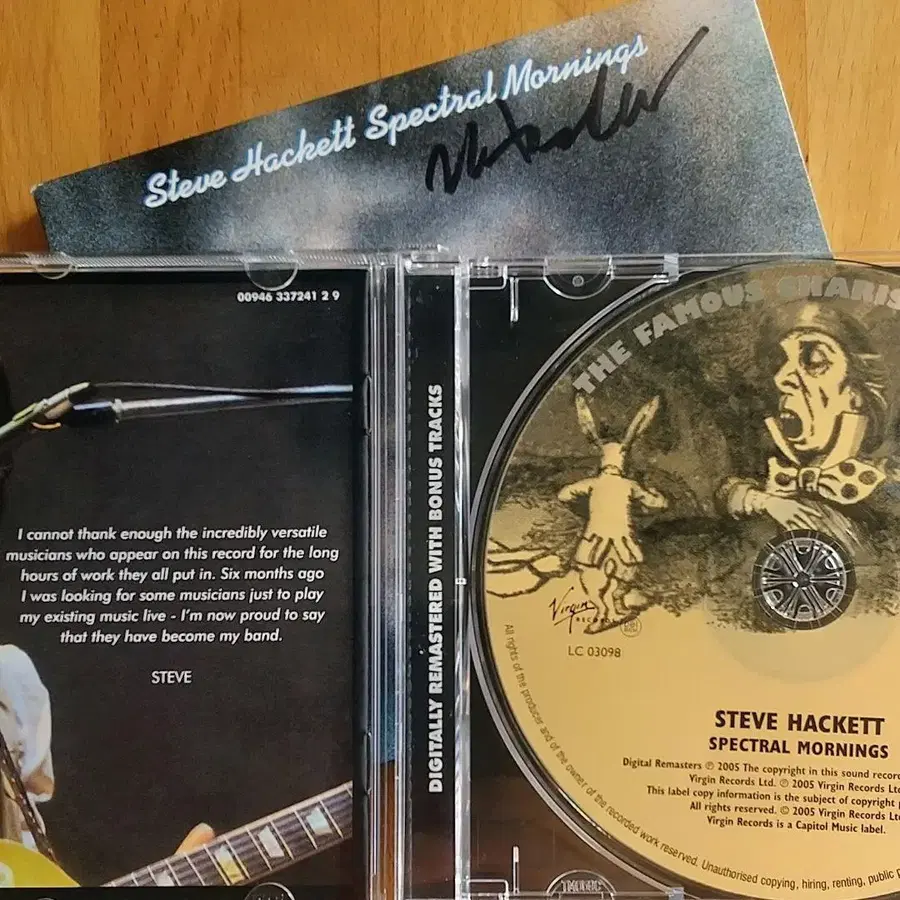 Steve Hackett Spectral Mornings
00946 337241 2 9
I cannot thank enough the incredibly versatile
musicians who appear on this record for the long
hours of work they all put in. Six months ago
I was looking for some musicians just to play
my existing music live - I'm now proud to say
that they have become my band.
STEVE
DIGITALLY REMASTERED WITH BONUS TRACKS
THE FAMOUS CHARIS
Virgin
RECORDS
LC 03098
STEVE HACKETT
SPECTRAL MORNINGS
Digital Remasters ℗ 2005 The copyright in this sound recor
Virgin Records Ltd. ℗ 2005 Virgin Records Lt
This label copy information is the subject of copyright
All rights reserved. © 2005 Virgin Records Lt
Virgin Records is a Capitol Music label.
All rights of the producer and of the owner of the recorded work reserved. Unauthorised copying, hiring, renting, public